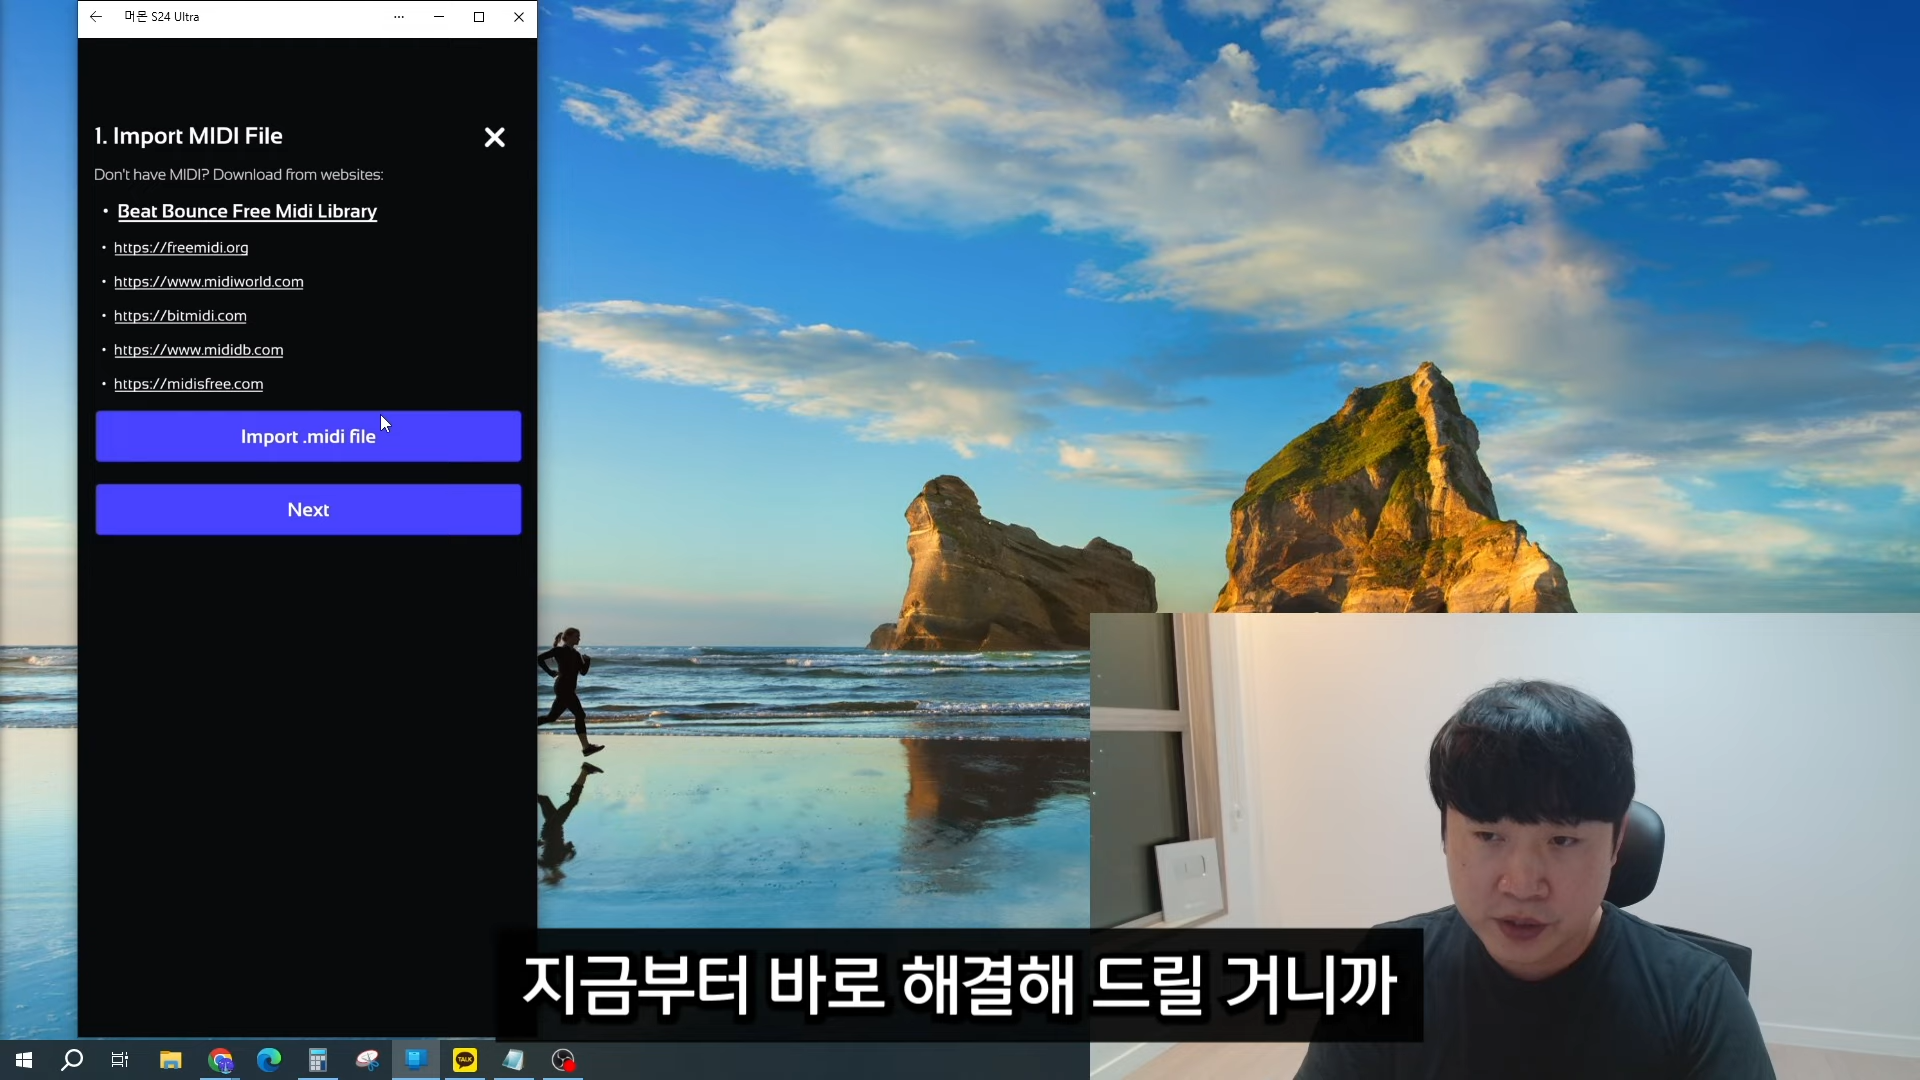 머몬 S24 Ultra
1. Import MIDI File
Don't have MIDI? Download from websites:
• Beat Bounce Free Midi Library
• https://freemidi.org
• https://www.midiworld.com
• https://bitmidi.com
• https://www.mididb.com
• https://midisfree.com
Import .midi file
Next
지금부터 바로 해결해 드릴 거니까
TALK